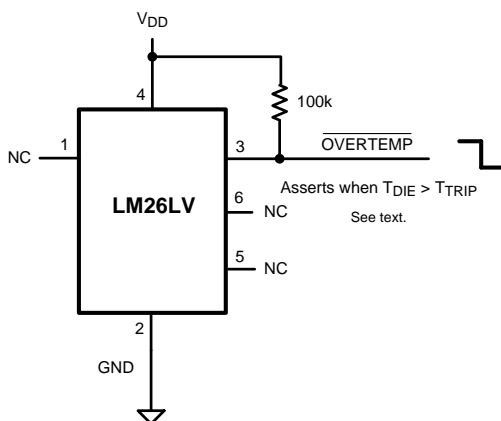 VDD
4
100k
NC
1
3
OVERTEMP
Asserts when TDIE > TTRIP
LM26LV
6
NC
See text.
5
NC
2
GND